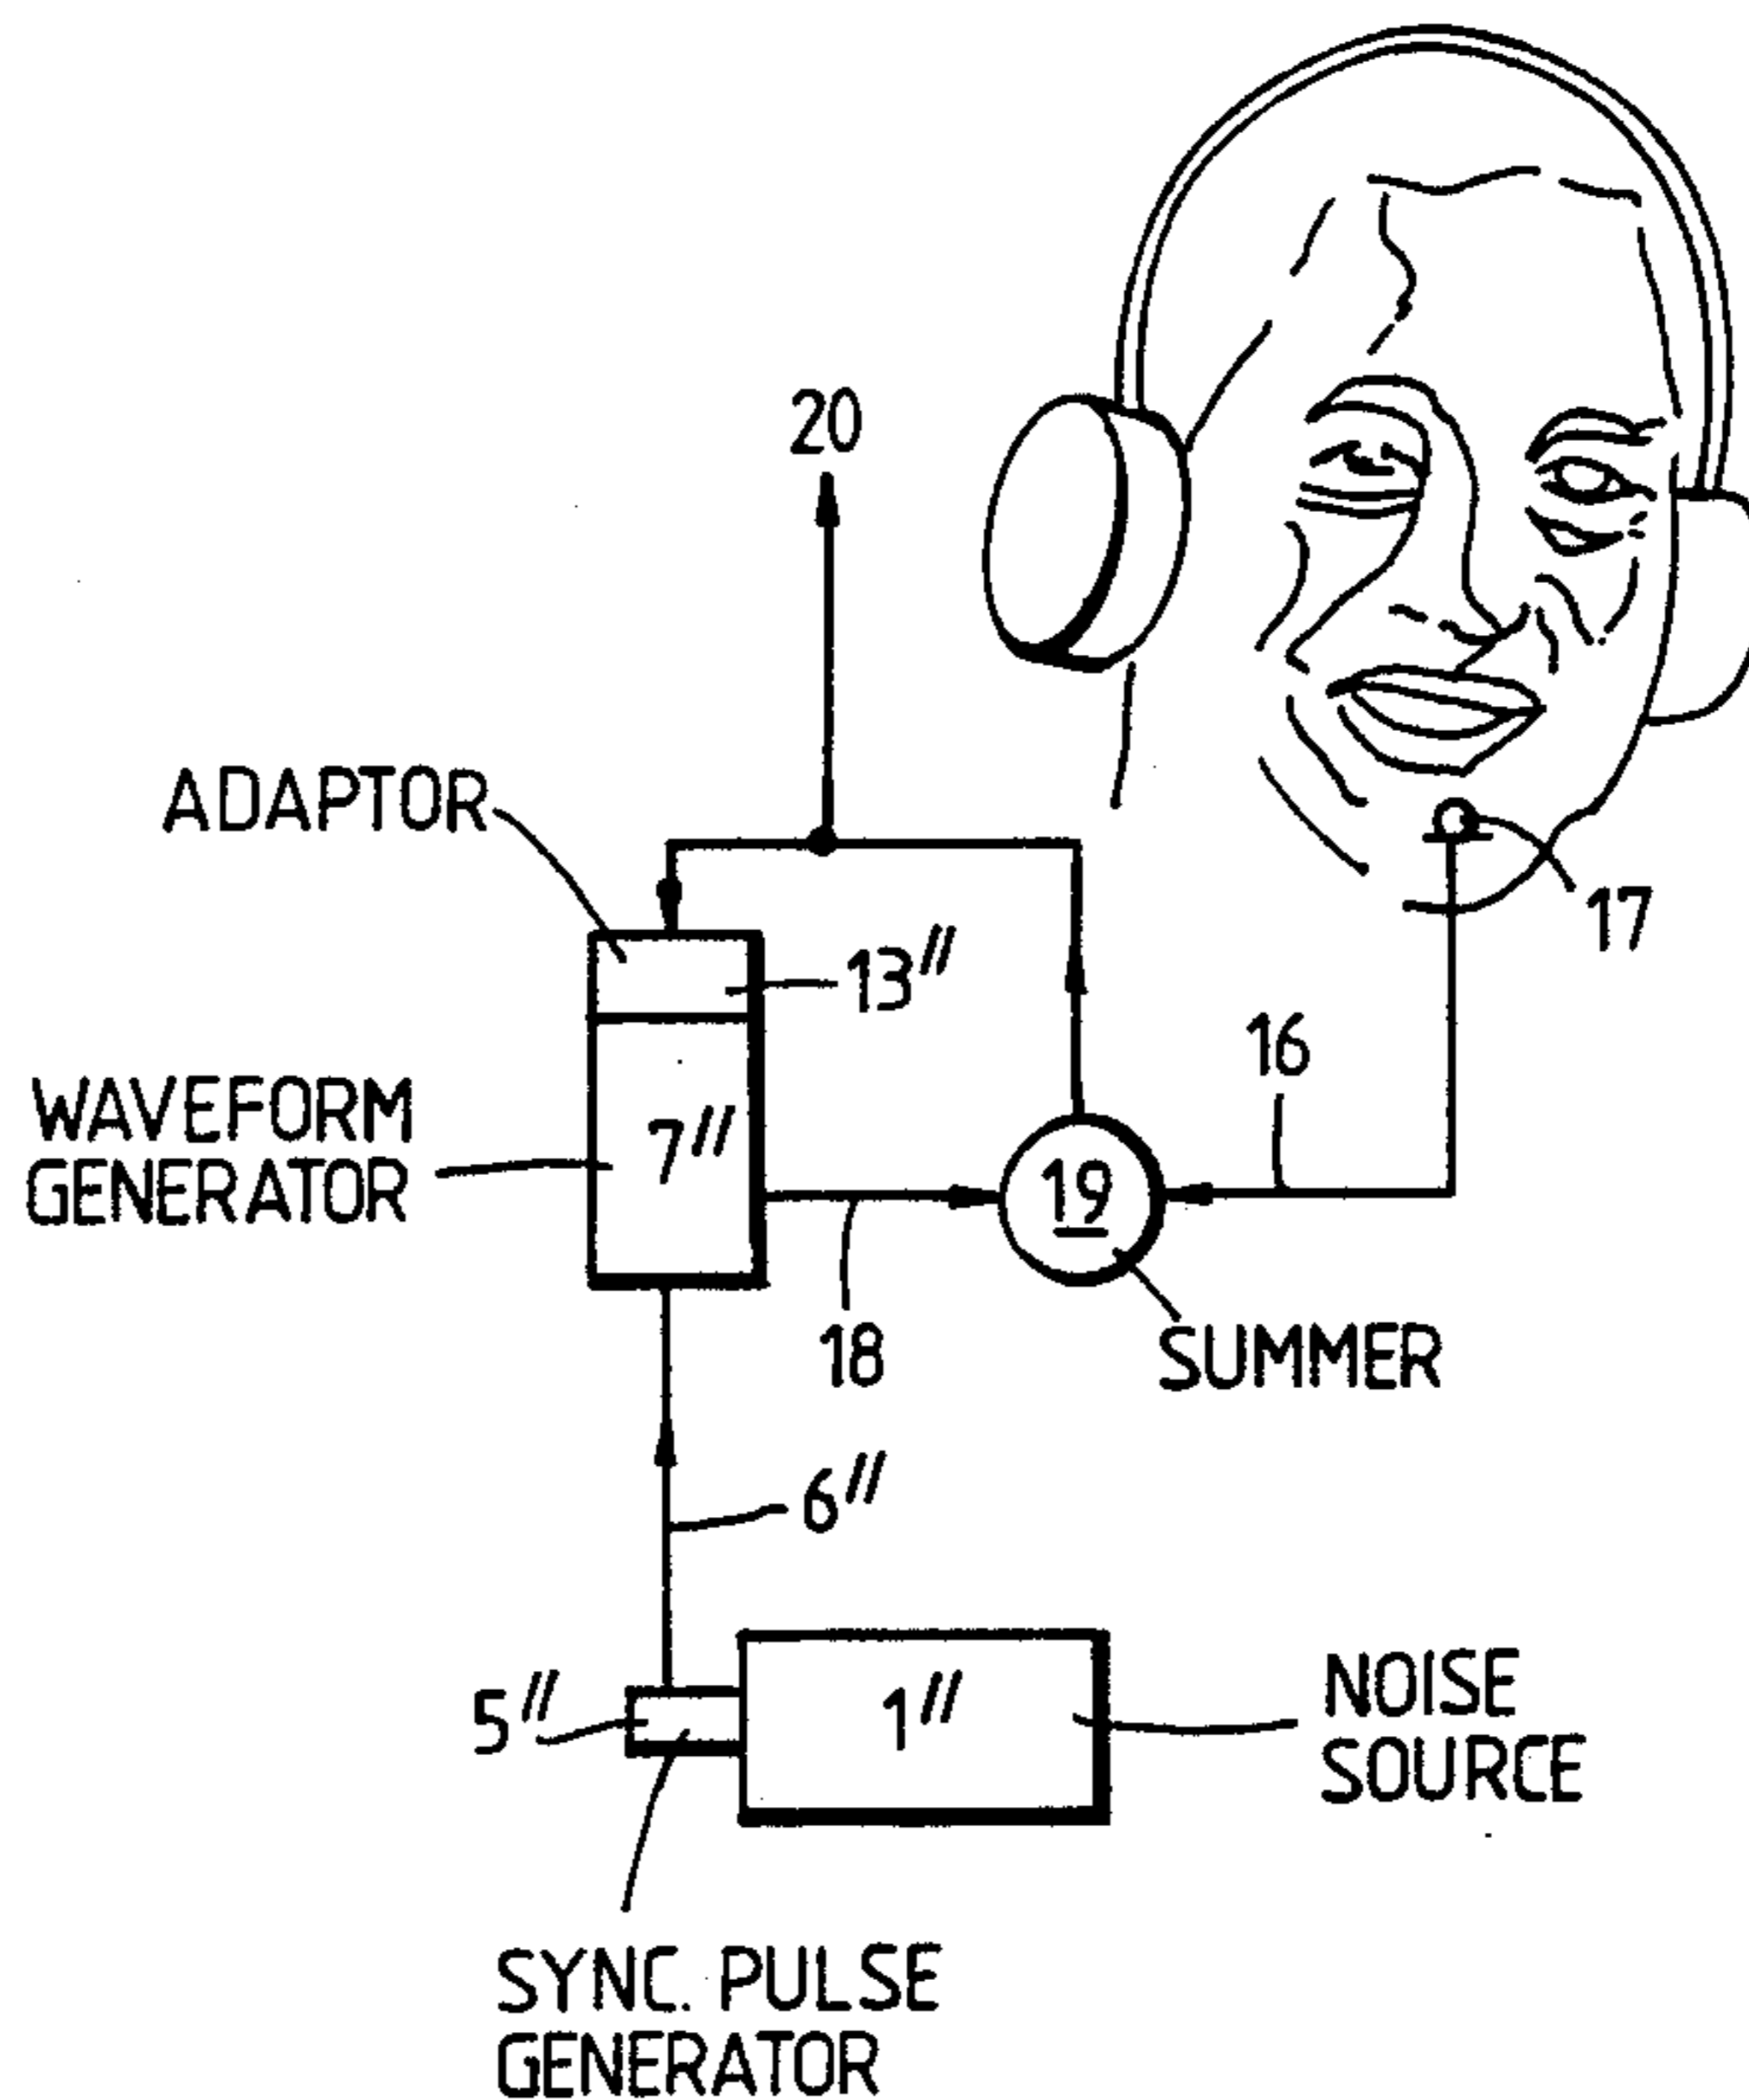 20
ADAPTOR
17
13"
16
WAVEFORM
GENERATOR
7"
19
18
SUMMER
6"
5"
1"
NOISE
SOURCE
SYNC. PULSE
GENERATOR